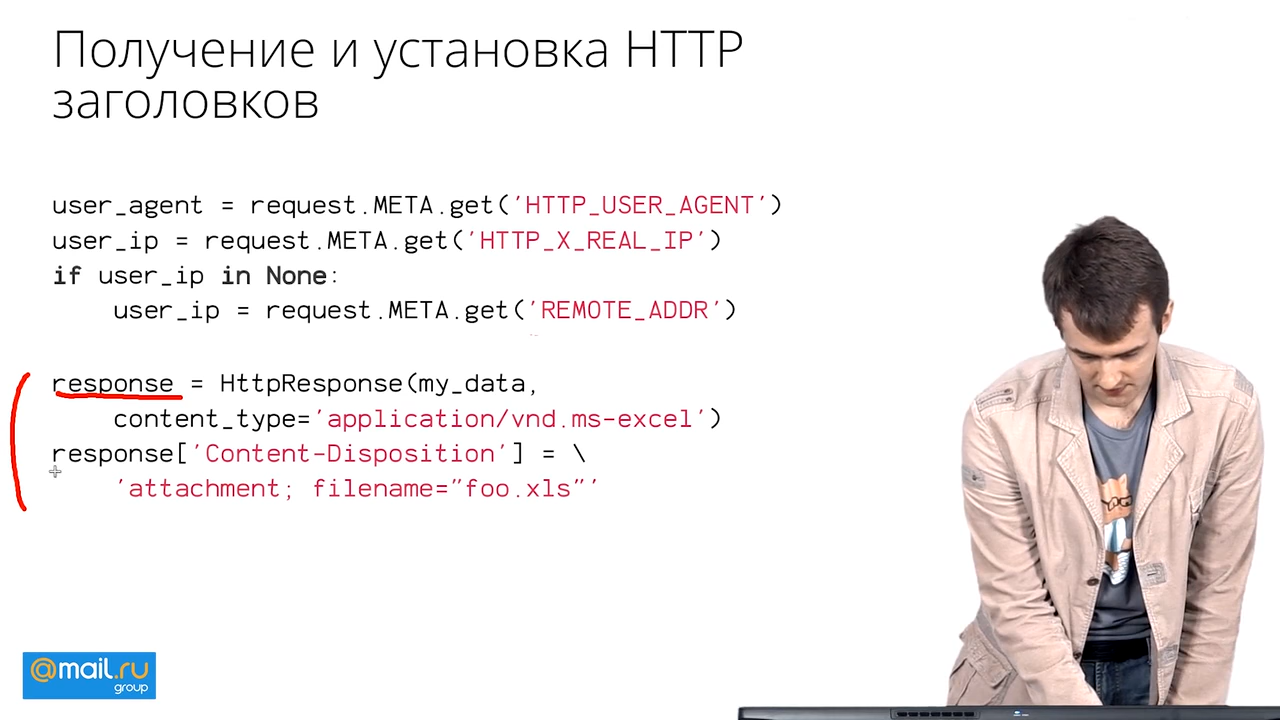 Получение и установка HTTP
заголовков
user_agent = request.META.get('HTTP_USER_AGENT')
user_ip = request.META.get('HTTP_X_REAL_IP')
if user_ip in None:
    user_ip = request.META.get('REMOTE_ADDR')
response = HttpResponse(my_data,
    content_type='application/vnd.ms-excel')
response['Content-Disposition'] = \
    'attachment; filename="foo.xls"'
@mail.ru
group